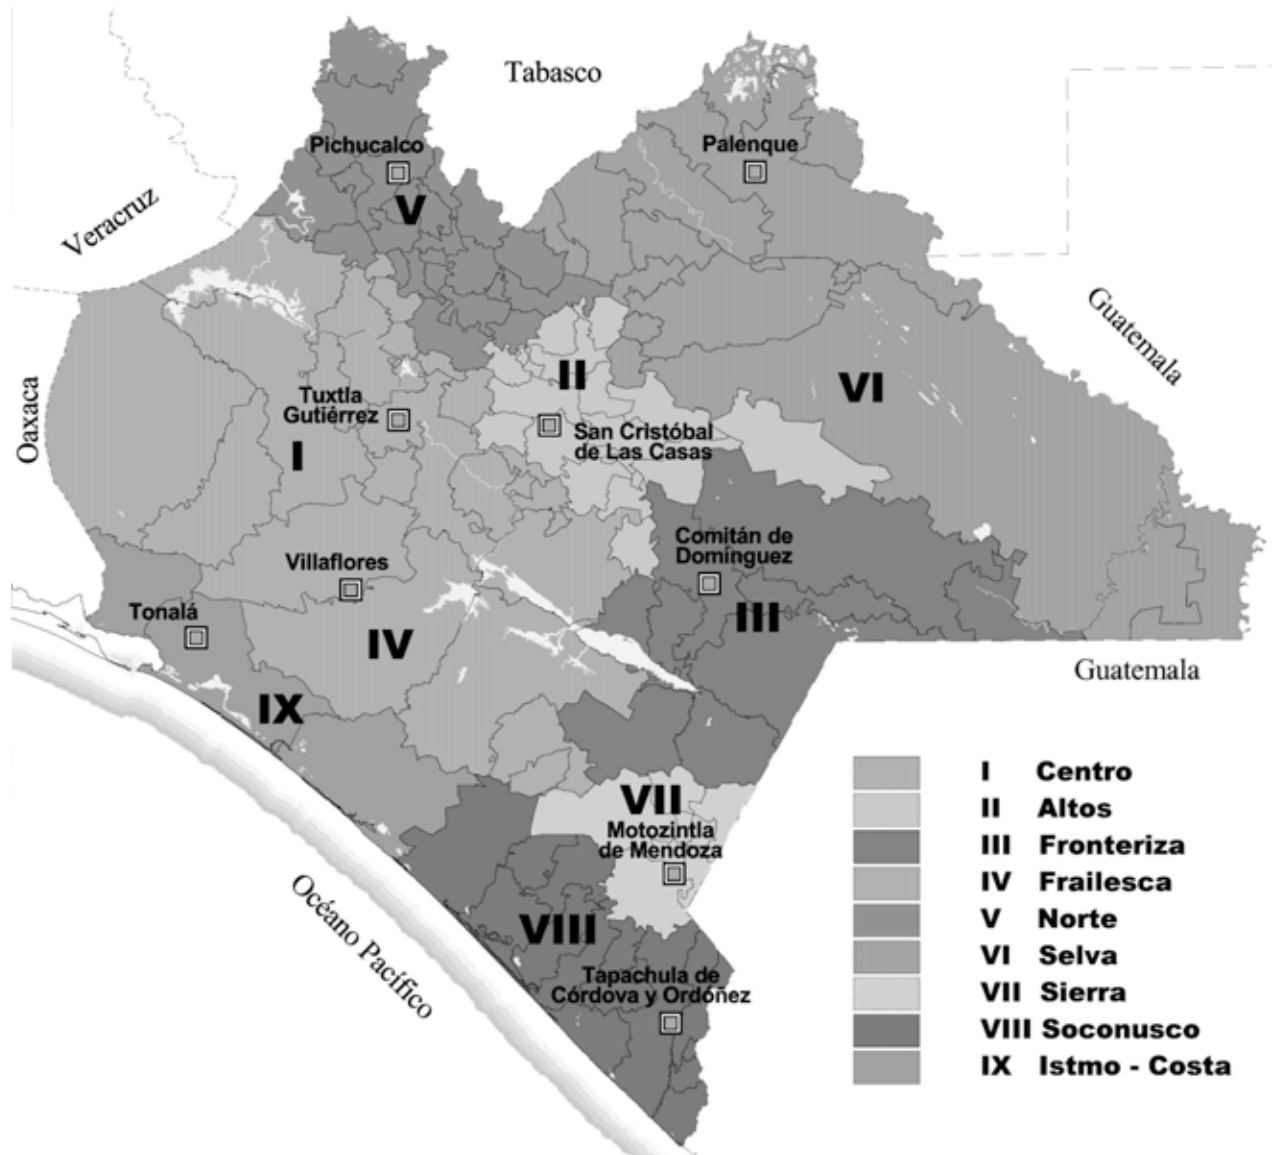 Tabasco
Pichucalco
Palenque
V
Veracruz
Guatemala
II
VI
Oaxaca
Tuxtla
Gutiérrez
San Cristóbal
de Las Casas
I
Comitán de
Domínguez
Villaflores
Tonalá
III
IV
Guatemala
IX
VII
Motozintla
de Mendoza
Océano Pacífico
VIII
Tapachula de
Córdova y Ordóñez
I Centro
II Altos
III Fronteriza
IV Frailesca
V Norte
VI Selva
VII Sierra
VIII Soconusco
IX Istmo - Costa